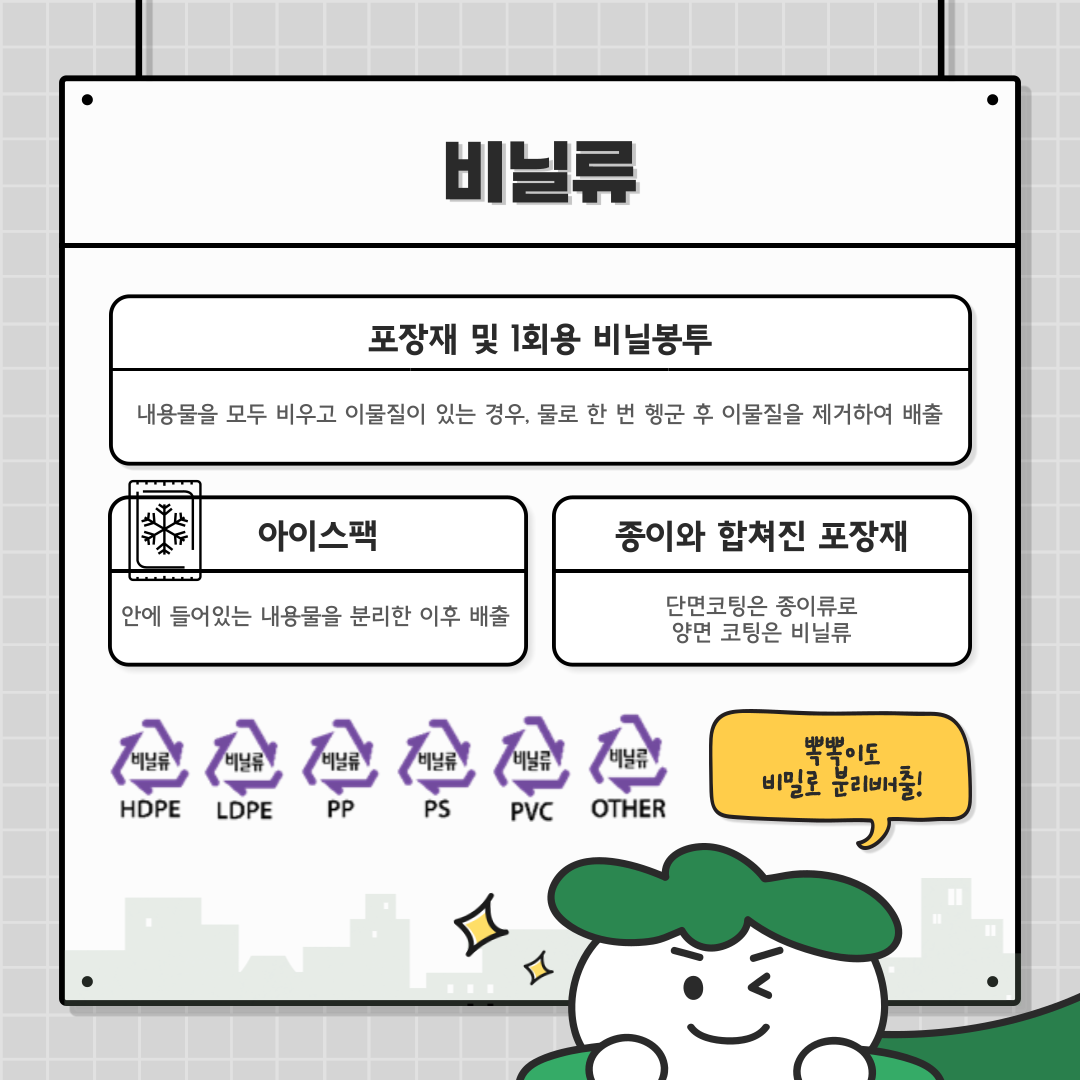 비닐류
포장재 및 1회용 비닐봉투
내용물을 모두 비우고 이물질이 있는 경우, 물로 한 번 헹군 후 이물질을 제거하여 배출
아이스팩
안에 들어있는 내용물을 분리한 이후 배출
종이와 합쳐진 포장재
단면코팅은 종이류로
양면 코팅은 비닐류
비닐류 비닐류 비닐류 비닐류 비닐류 비닐류
HDPE LDPE PP PS PVC OTHER
뽁뽁이도
비밀로 분리배출!